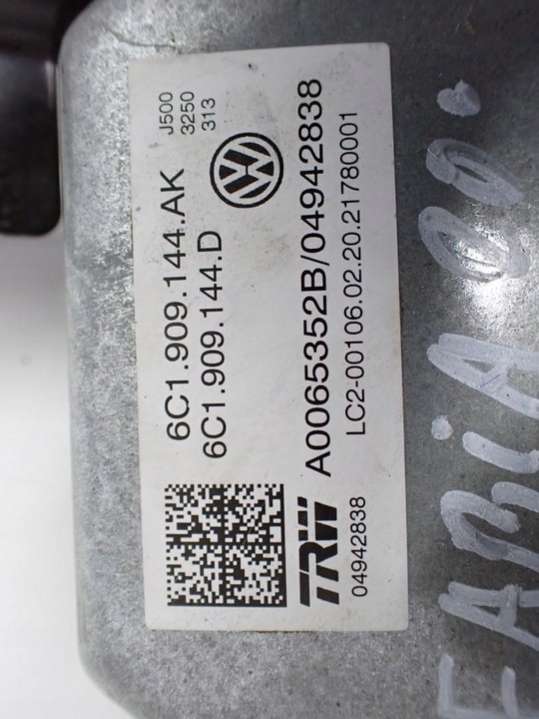 J500
3250
313
6C1.909.144.AK
6C1.909.144.D
A0065352B/04942838
LC2-00106.02.20.21780001
TRW
04942838
FABIA